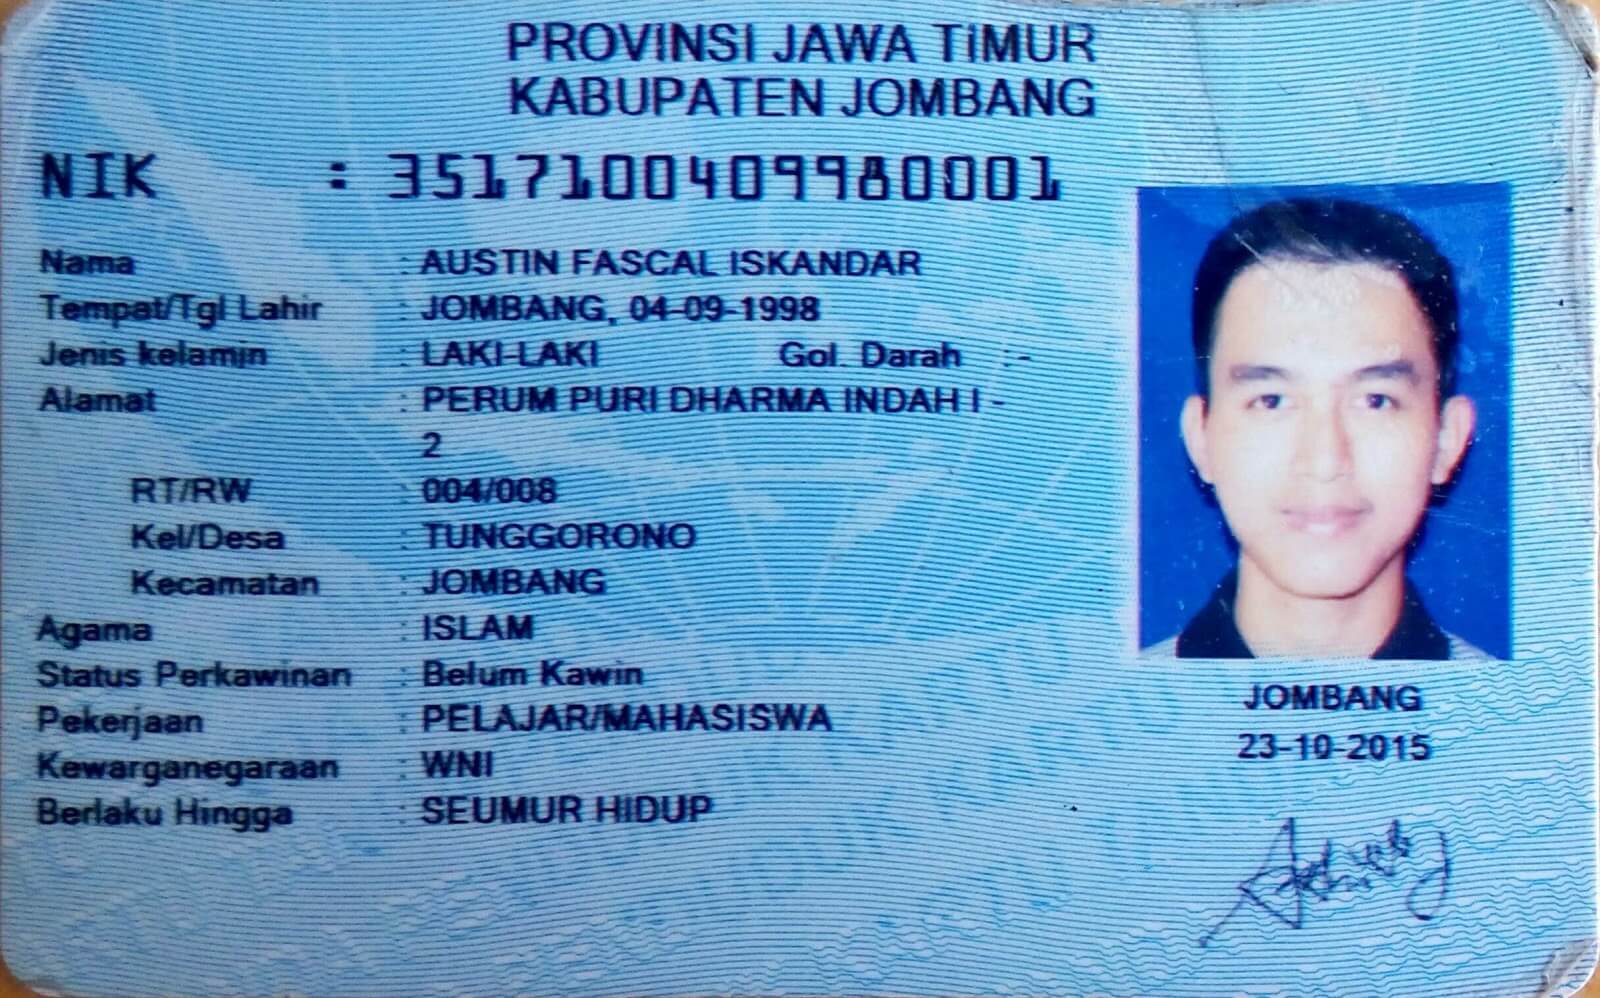 PROVINSI JAWA TIMUR
KABUPATEN JOMBANG
NIK : 3517100409980001
Nama : AUSTIN FASCAL ISKANDAR
Tempat/Tgl Lahir : JOMBANG, 04-09-1998
Jenis kelamin : LAKI-LAKI Gol. Darah :-
Alamat : PERUM PURI DHARMA INDAH I -
2
RT/RW : 004/008
Kel/Desa : TUNGGORONO
Kecamatan : JOMBANG
Agama : ISLAM
Status Perkawinan : Belum Kawin
Pekerjaan : PELAJAR/MAHASISWA
Kewarganegaraan : WNI
Berlaku Hingga : SEUMUR HIDUP
JOMBANG
23-10-2015